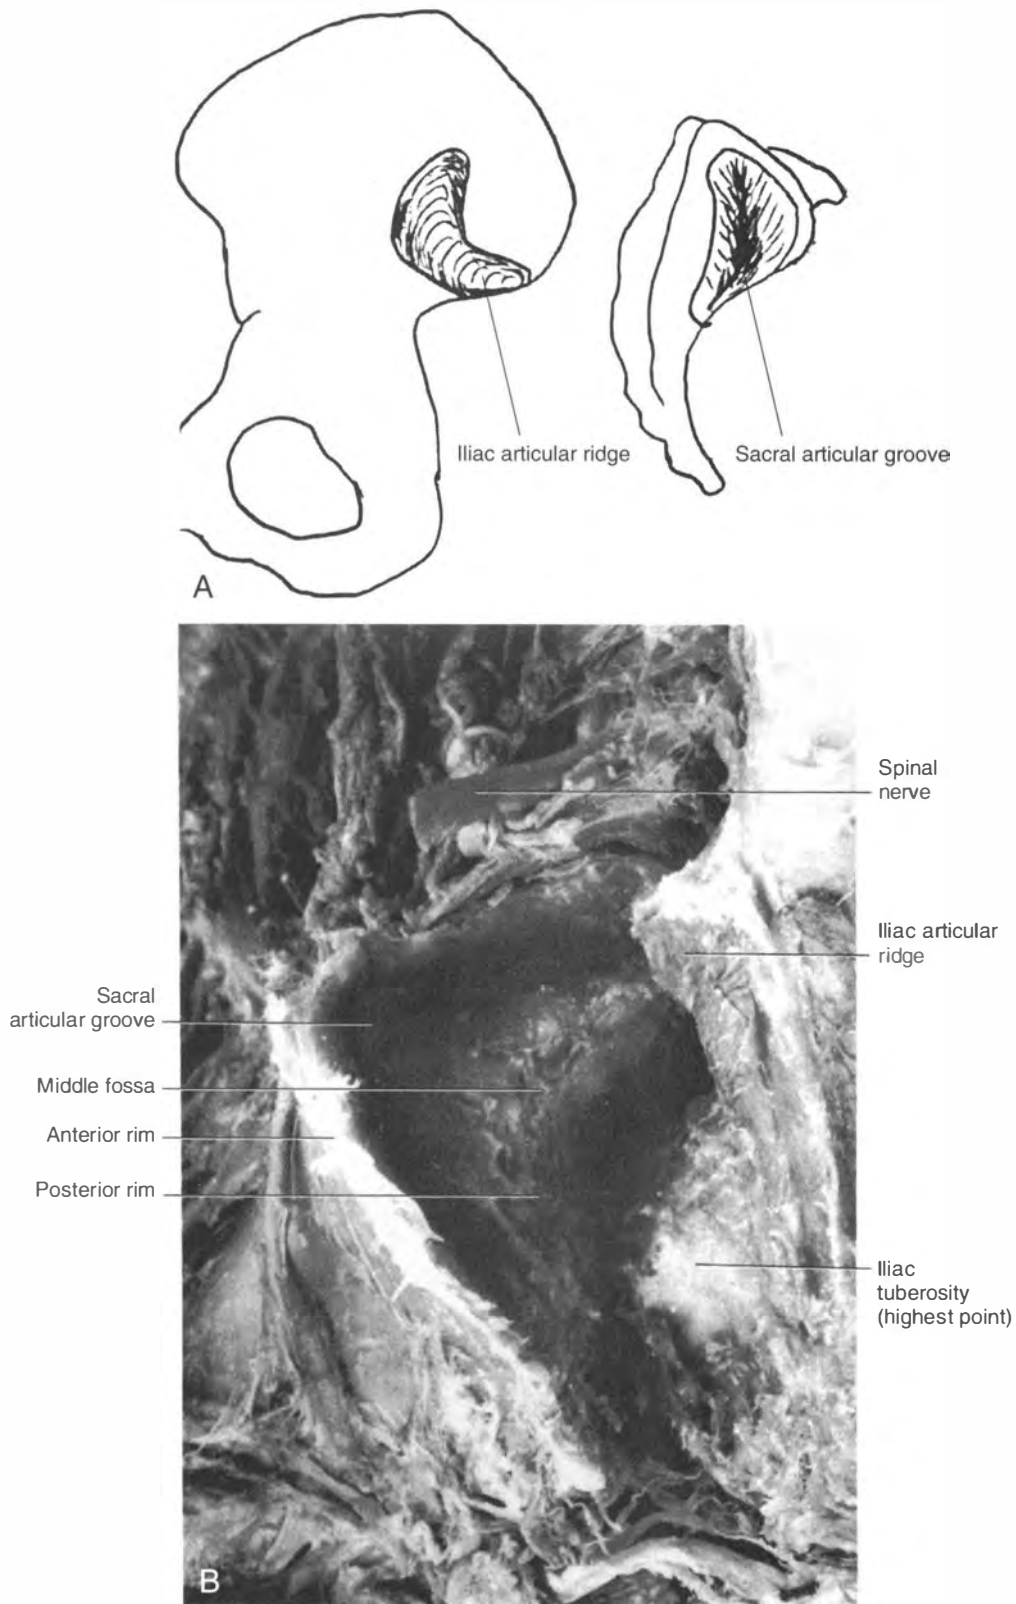 Iliac articular ridge
Sacral articular groove
A
Spinal
nerve
Iliac articular
ridge
Sacral
articular groove
Middle fossa
Anterior rim
Posterior rim
Iliac
tuberosity
(highest point)
B